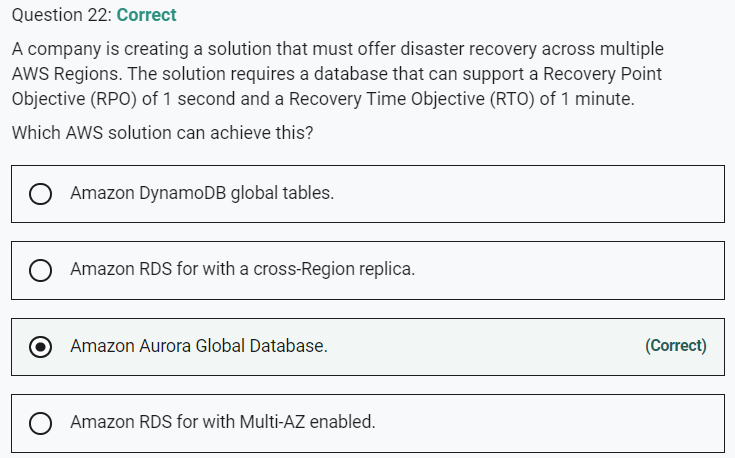 Question 22: Correct
A company is creating a solution that must offer disaster recovery across multiple
AWS Regions. The solution requires a database that can support a Recovery Point
Objective (RPO) of 1 second and a Recovery Time Objective (RTO) of 1 minute.
Which AWS solution can achieve this?
Amazon DynamoDB global tables.
Amazon RDS for with a cross-Region replica.
Amazon Aurora Global Database. (Correct)
Amazon RDS for with Multi-AZ enabled.